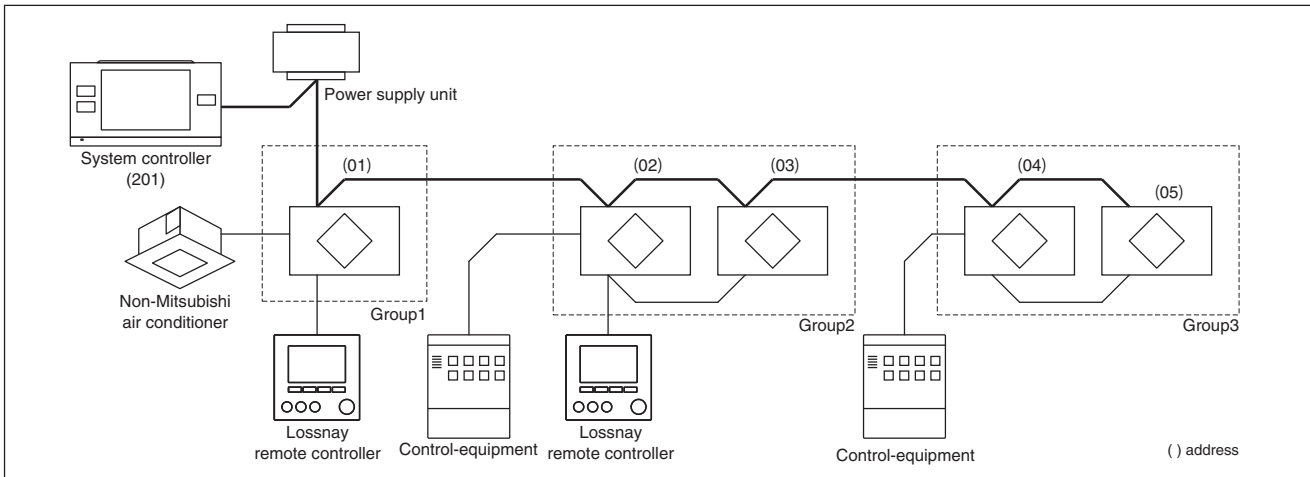 Power supply unit
System controller
(201)
(01)
(02)
(03)
(04)
(05)
Non-Mitsubishi
air conditioner
Group1
Group2
Group3
Lossnay
remote controller
Control-equipment
Lossnay
remote controller
Control-equipment
( ) address